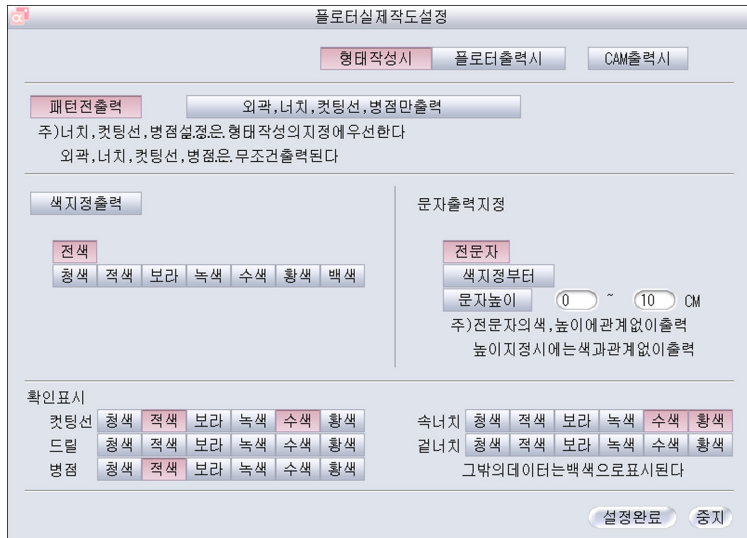 플로터실제작도설정
형태작성시 플로터출력시 CAM출력시
패턴전출력 외곽,너치,컷팅선,병점만출력
주)너치,컷팅선,병점설정은.형태작성의지정에우선한다
외곽,너치,컷팅선,병점은.무조건출력된다
색지정출력
전색
청색 적색 보라 녹색 수색 황색 백색
문자출력지정
전문자
색지정부터
문자높이 0 ~ 10 CM
주)전문자의색,높이에관계없이출력
높이지정시에는색과관계없이출력
확인표시
컷팅선 청색 적색 보라 녹색 수색 황색
드릴 청색 적색 보라 녹색 수색 황색
병점 청색 적색 보라 녹색 수색 황색
속너치 청색 적색 보라 녹색 수색 황색
겉너치 청색 적색 보라 녹색 수색 황색
그밖의데이터는백색으로표시된다
설정완료 중지